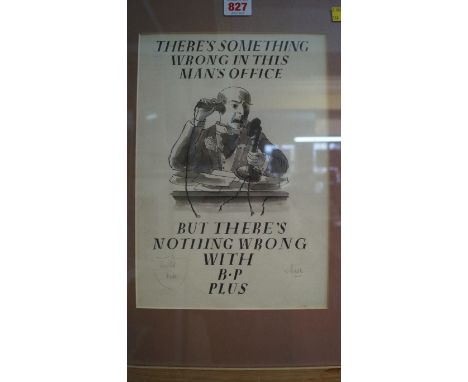 827
THERE'S SOMETHING
WRONG IN THIS
MAN'S OFFICE
BUT THERE'S
NOTHING WRONG
WITH
B·P
PLUS